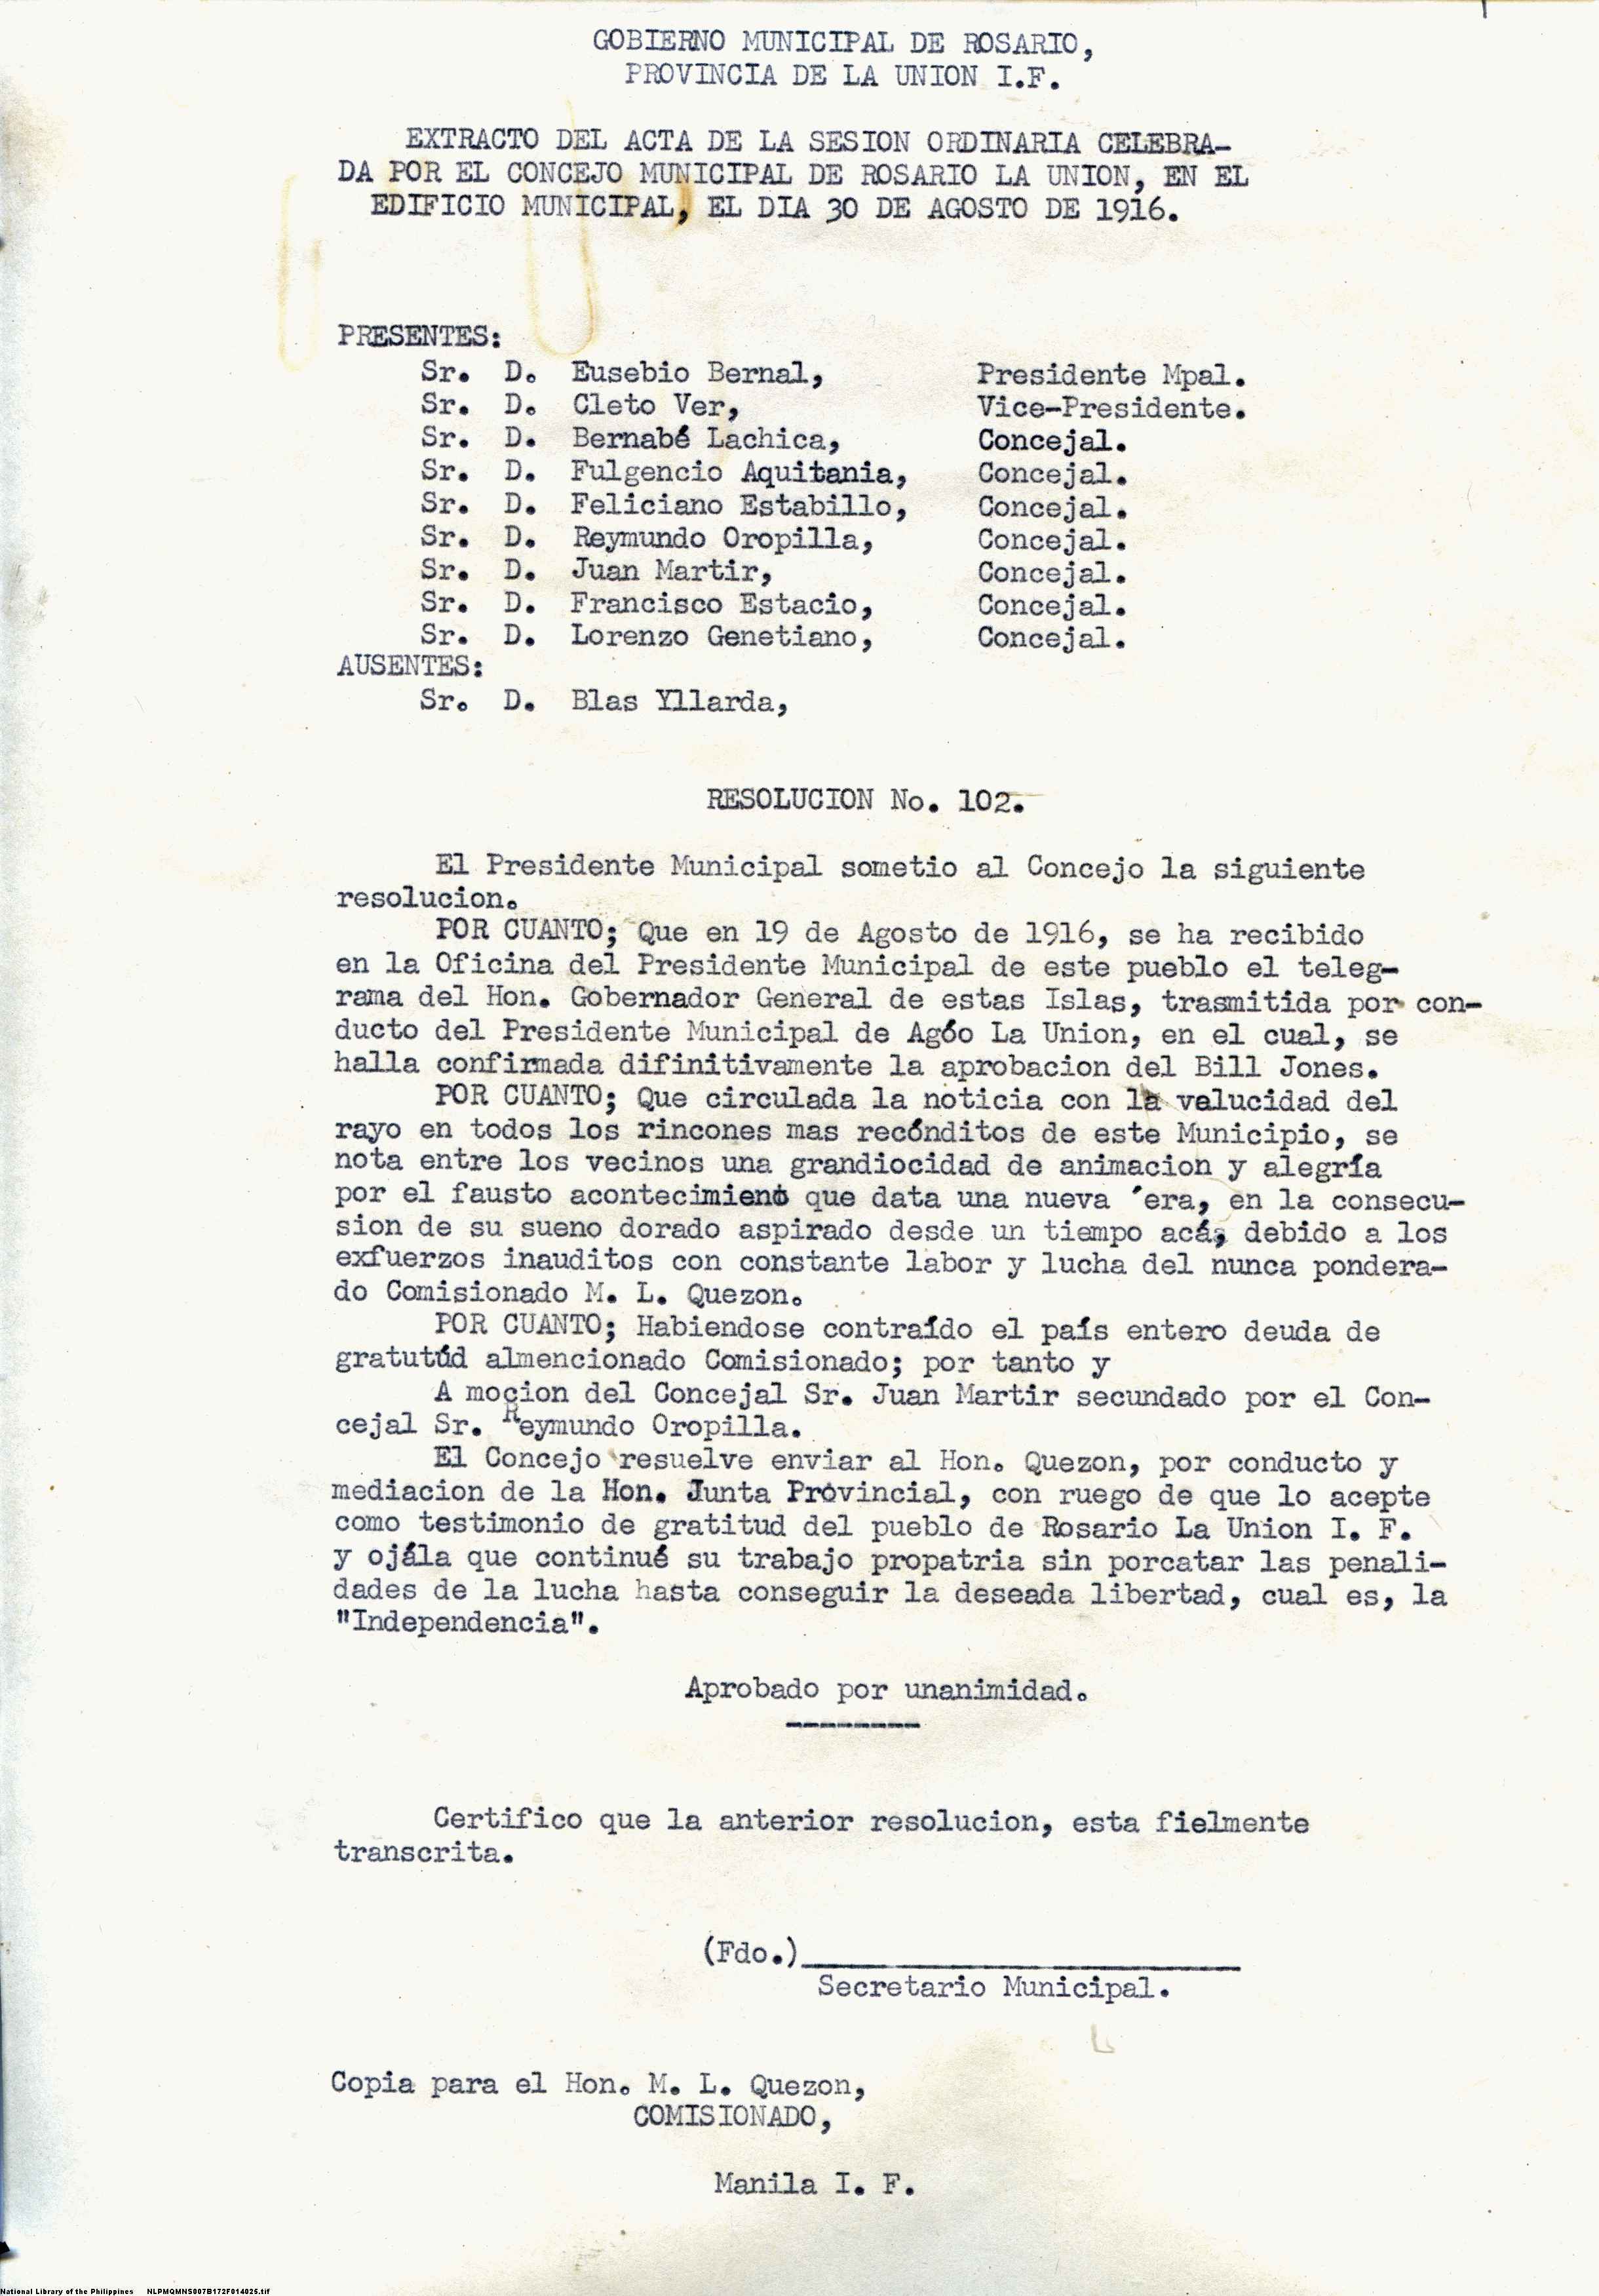 GOBIERNO MUNICIPAL DE ROSARIO,
PROVINCIA DE LA UNION I.F.
EXTRACTO DEL ACTA DE LA SESION ORDINARIA CELEBRA-
DA POR EL CONCEJO MUNICIPAL DE ROSARIO LA UNION, EN EL
EDIFICIO MUNICIPAL, EL DIA 30 DE AGOSTO DE 1916.
PRESENTES:
Sr. D. Eusebio Bernal, Presidente Mpal.
Sr. D. Cleto Ver, Vice-Presidente.
Sr. D. Bernabé Lachica, Concejal.
Sr. D. Fulgencio Aquitania, Concejal.
Sr. D. Feliciano Estabillo, Concejal.
Sr. D. Reymundo Oropilla, Concejal.
Sr. D. Juan Martir, Concejal.
Sr. D. Francisco Estacio, Concejal.
Sr. D. Lorenzo Genetiano, Concejal.
AUSENTES:
Sr. D. Blas Yllarda,
RESOLUCION No. 102.
El Presidente Municipal sometio al Concejo la siguiente
resolucion.
POR CUANTO; Que en 19 de Agosto de 1916, se ha recibido
en la Oficina del Presidente Municipal de este pueblo el teleg-
rama del Hon. Gobernador General de estas Islas, trasmitida por con-
ducto del Presidente Municipal de Agóo La Union, en el cual, se
halla confirmada difinitivamente la aprobacion del Bill Jones.
POR CUANTO; Que circulada la noticia con la velucidad del
rayo en todos los rincones mas recónditos de este Municipio, se
nota entre los vecinos una grandiocidad de animacion y alegría
por el fausto acontecimieno que data una nueva ´era, en la consecu-
sion de su sueno dorado aspirado desde un tiempo acá, debido a los
exfuerzos inauditos con constante labor y lucha del nunca pondera-
do Comisionado M. L. Quezon.
POR CUANTO; Habiendose contraído el país entero deuda de
gratutúd almencionado Comisionado; por tanto y
A mocion del Concejal Sr. Juan Martir secundado por el Con-
cejal Sr. Reymundo Oropilla.
El Concejo resuelve enviar al Hon. Quezon, por conducto y
mediacion de la Hon. Junta Provincial, con ruego de que lo acepte
como testimonio de gratitud del pueblo de Rosario La Union I. F.
y ojála que continué su trabajo propatria sin porcatar las penali-
dades de la lucha hasta conseguir la deseada libertad, cual es, la
"Independencia".
Aprobado por unanimidad.
---------
Certifico que la anterior resolucion, esta fielmente
transcrita.
(Fdo.)____________________
Secretario Municipal.
Copia para el Hon. M. L. Quezon,
COMISIONADO,
Manila I. F.
National Library of the Philippines NLPMQMNS007B172F014025.tif